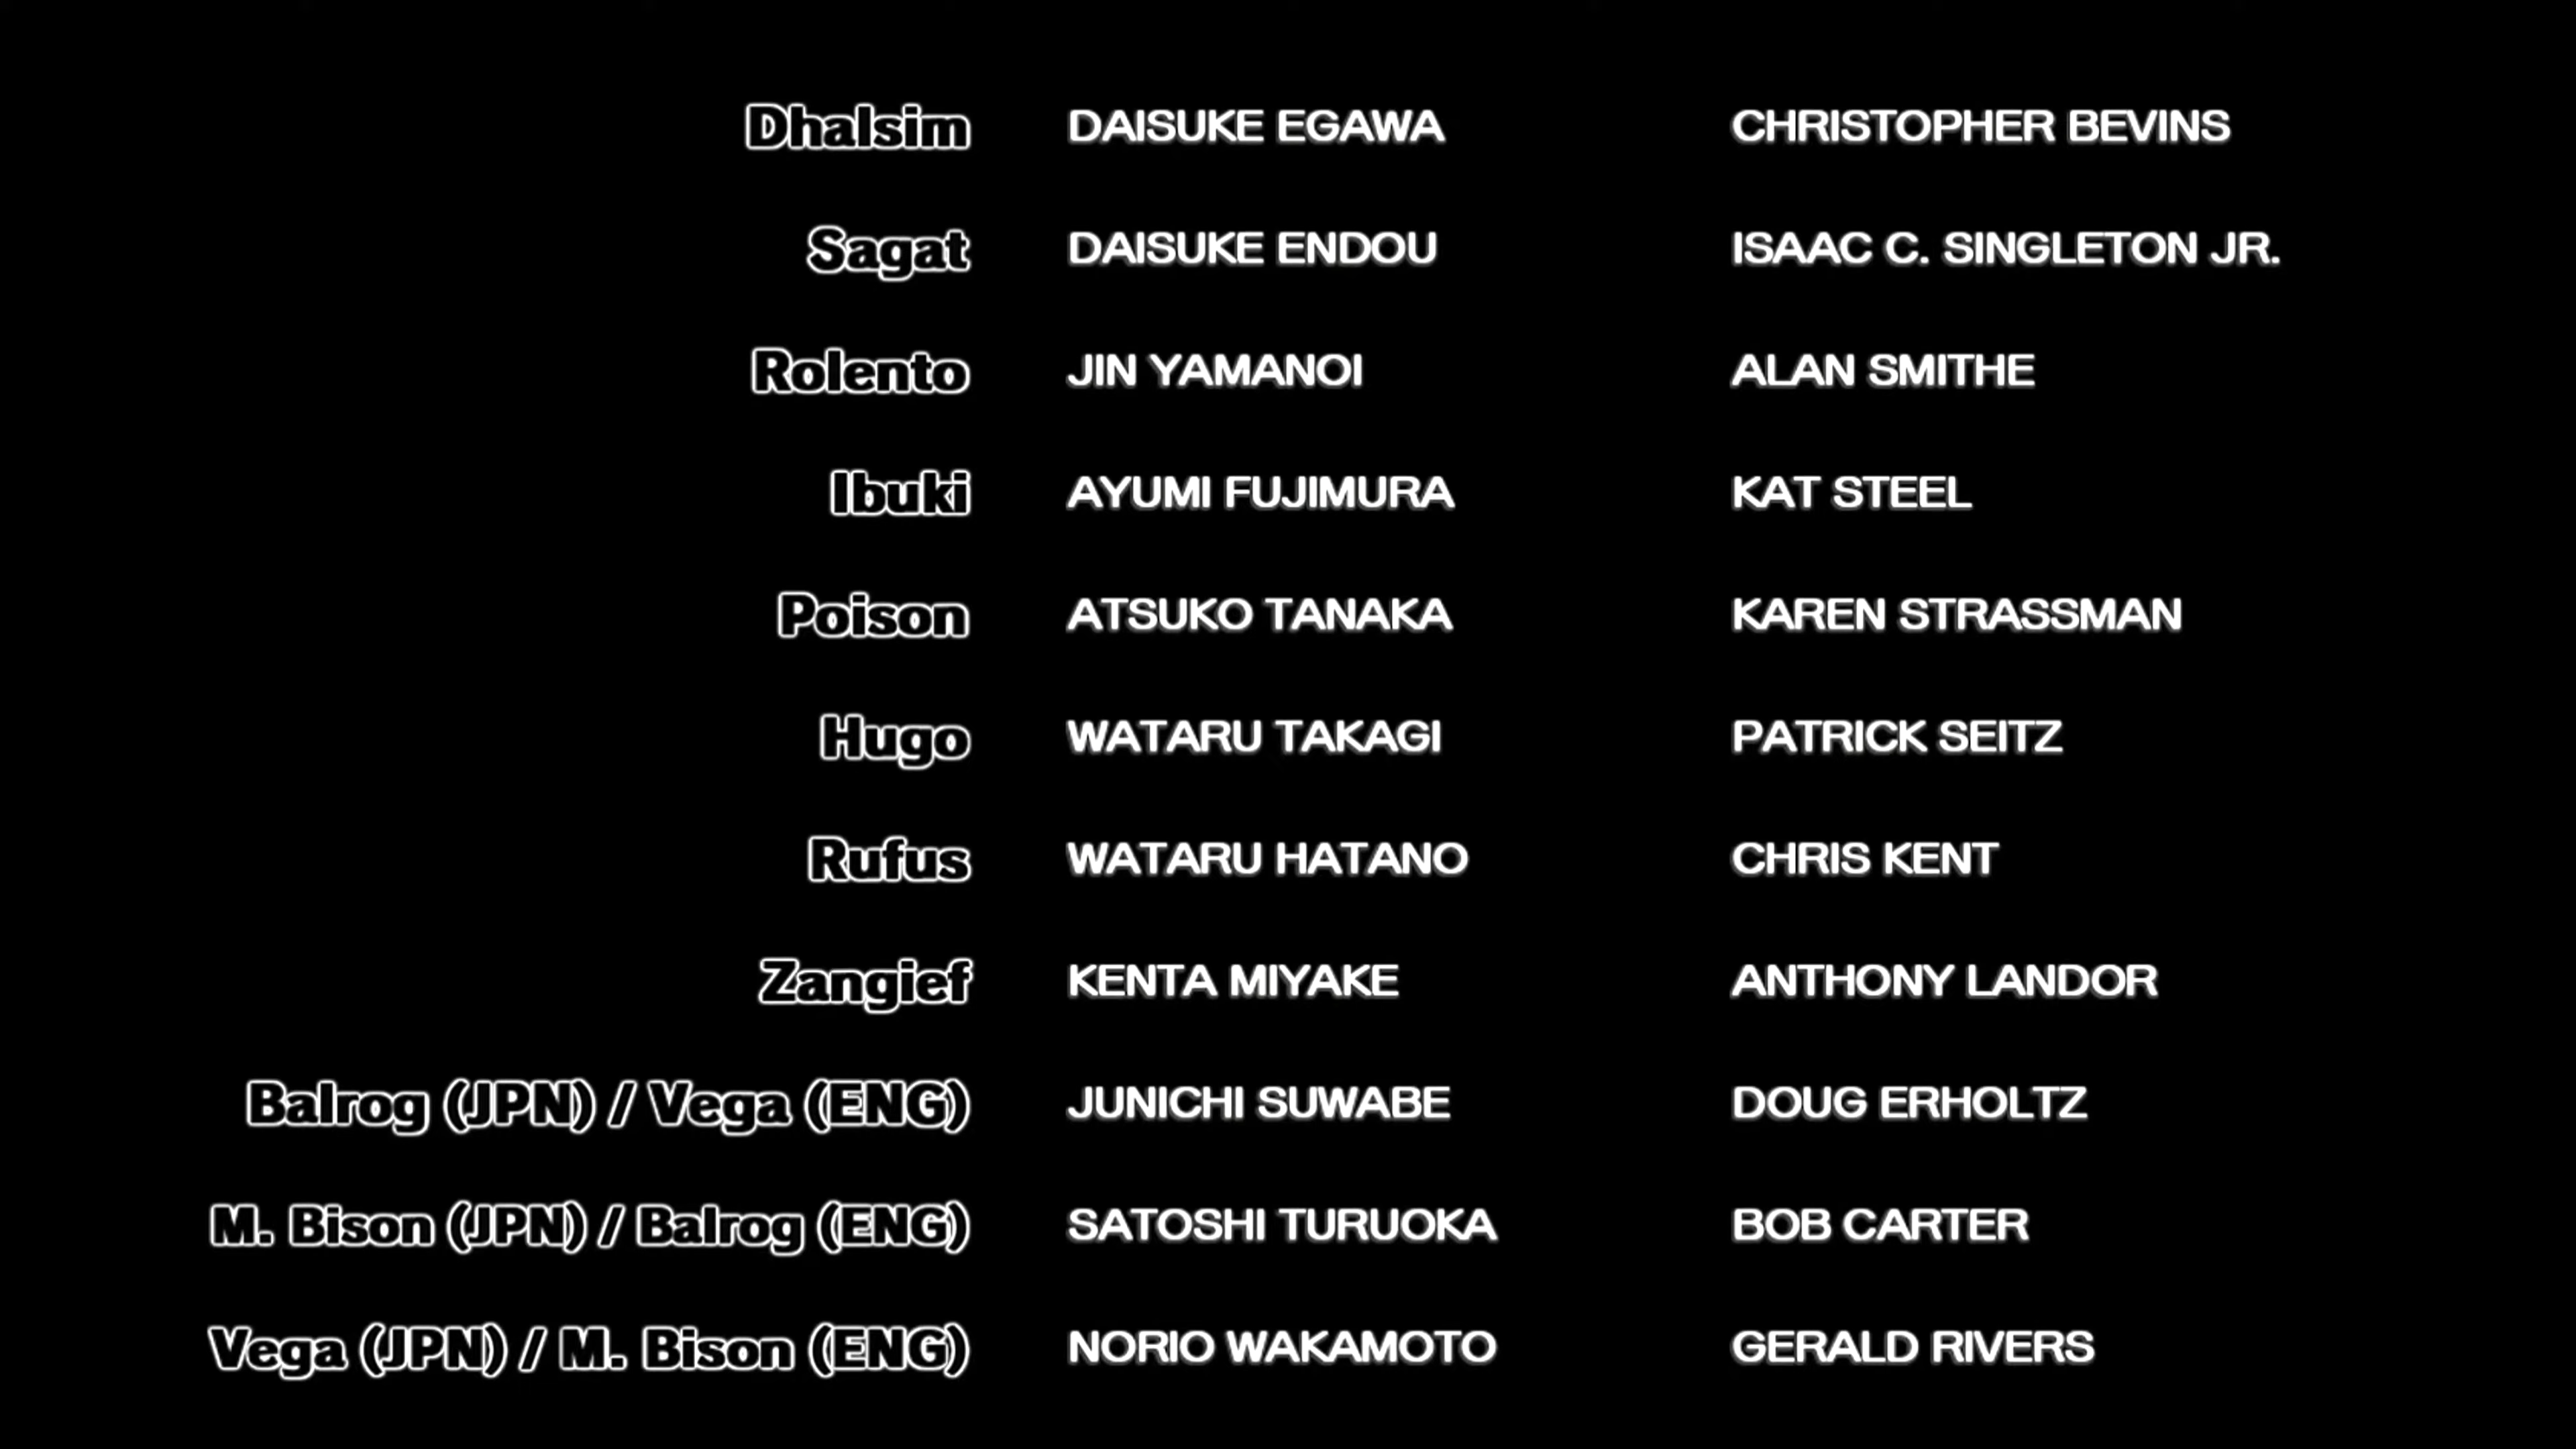 Dhalsim DAISUKE EGAWA CHRISTOPHER BEVINS
Sagat DAISUKE ENDOU ISAAC C. SINGLETON JR.
Rolento JIN YAMANOI ALAN SMITHE
Ibuki AYUMI FUJIMURA KAT STEEL
Poison ATSUKO TANAKA KAREN STRASSMAN
Hugo WATARU TAKAGI PATRICK SEITZ
Rufus WATARU HATANO CHRIS KENT
Zangief KENTA MIYAKE ANTHONY LANDOR
Balrog (JPN) / Vega (ENG) JUNICHI SUWABE DOUG ERHOLTZ
M. Bison (JPN) / Balrog (ENG) SATOSHI TURUOKA BOB CARTER
Vega (JPN) / M. Bison (ENG) NORIO WAKAMOTO GERALD RIVERS